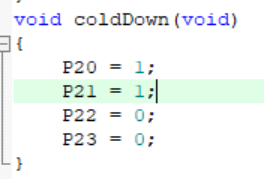 void coldDown(void)
{
    P20 = 1;
    P21 = 1;
    P22 = 0;
    P23 = 0;
}